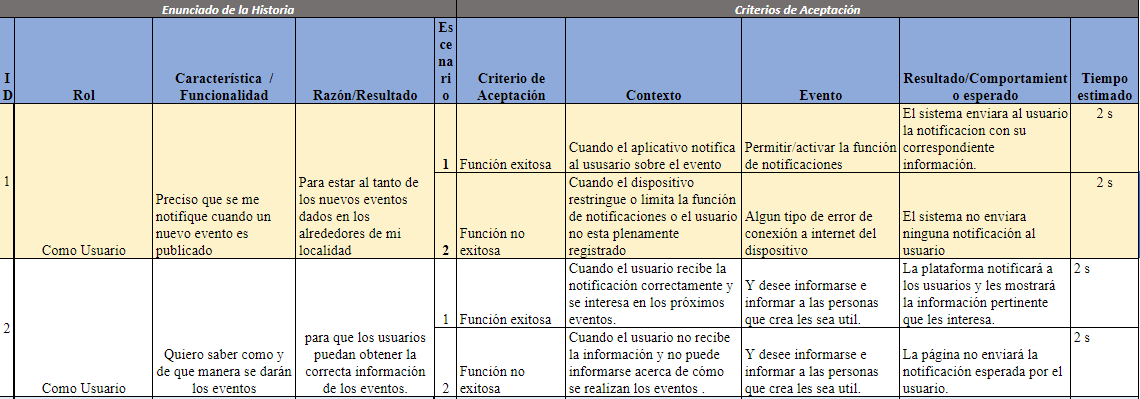 Enunciado de la Historia
Criterios de Aceptación
I
D
Rol
Característica /
Funcionalidad
Razón/Resultado
Es
ce
na
ri
o
Criterio de
Aceptación
Contexto
Evento
Resultado/Comportamient
o esperado
Tiempo
estimado
1
Como Usuario
Preciso que se me
notifique cuando un
nuevo evento es
publicado
Para estar al tanto de
los nuevos eventos
dados en los
alrededores de mi
localidad
1
Función exitosa
Cuando el aplicativo notifica
al ususario sobre el evento
Permitir/activar la función
de notificaciones
El sistema enviara al usuario
la notificacion con su
correspondiente
información.
2 s
2
Función no
exitosa
Cuando el dispositivo
restringue o limita la función
de notificaciones o el usuario
no esta plenamente
registrado
Algun tipo de error de
conexión a internet del
dispositivo
El sistema no enviara
ninguna notificación al
usuario
2 s
2
Como Usuario
Quiero saber como y
de que manera se darán
los eventos
para que los usuarios
puedan obtener la
correcta información
de los eventos.
1
Función exitosa
Cuando el usuario recibe la
notificación correctamente y
se interesa en los próximos
eventos.
Y desee informarse e
informar a las personas
que crea les sea util.
La plataforma notificará a
los usuarios y les mostrará
la información pertinente
que les interesa.
2 s
2
Función no
exitosa
Cuando el usuario no recibe
la información y no puede
informarse acerca de cómo
se realizan los eventos .
Y desee informarse e
informar a las personas
que crea les sea util.
La página no enviará la
notificación esperada por el
usuario.
2 s